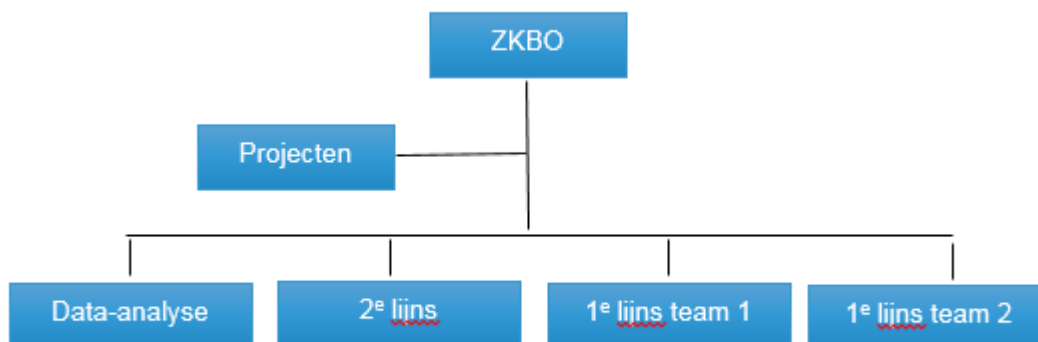 ZKBO
Projecten
Data-analyse
2e lijns
1e lijns team 1
1e lijns team 2